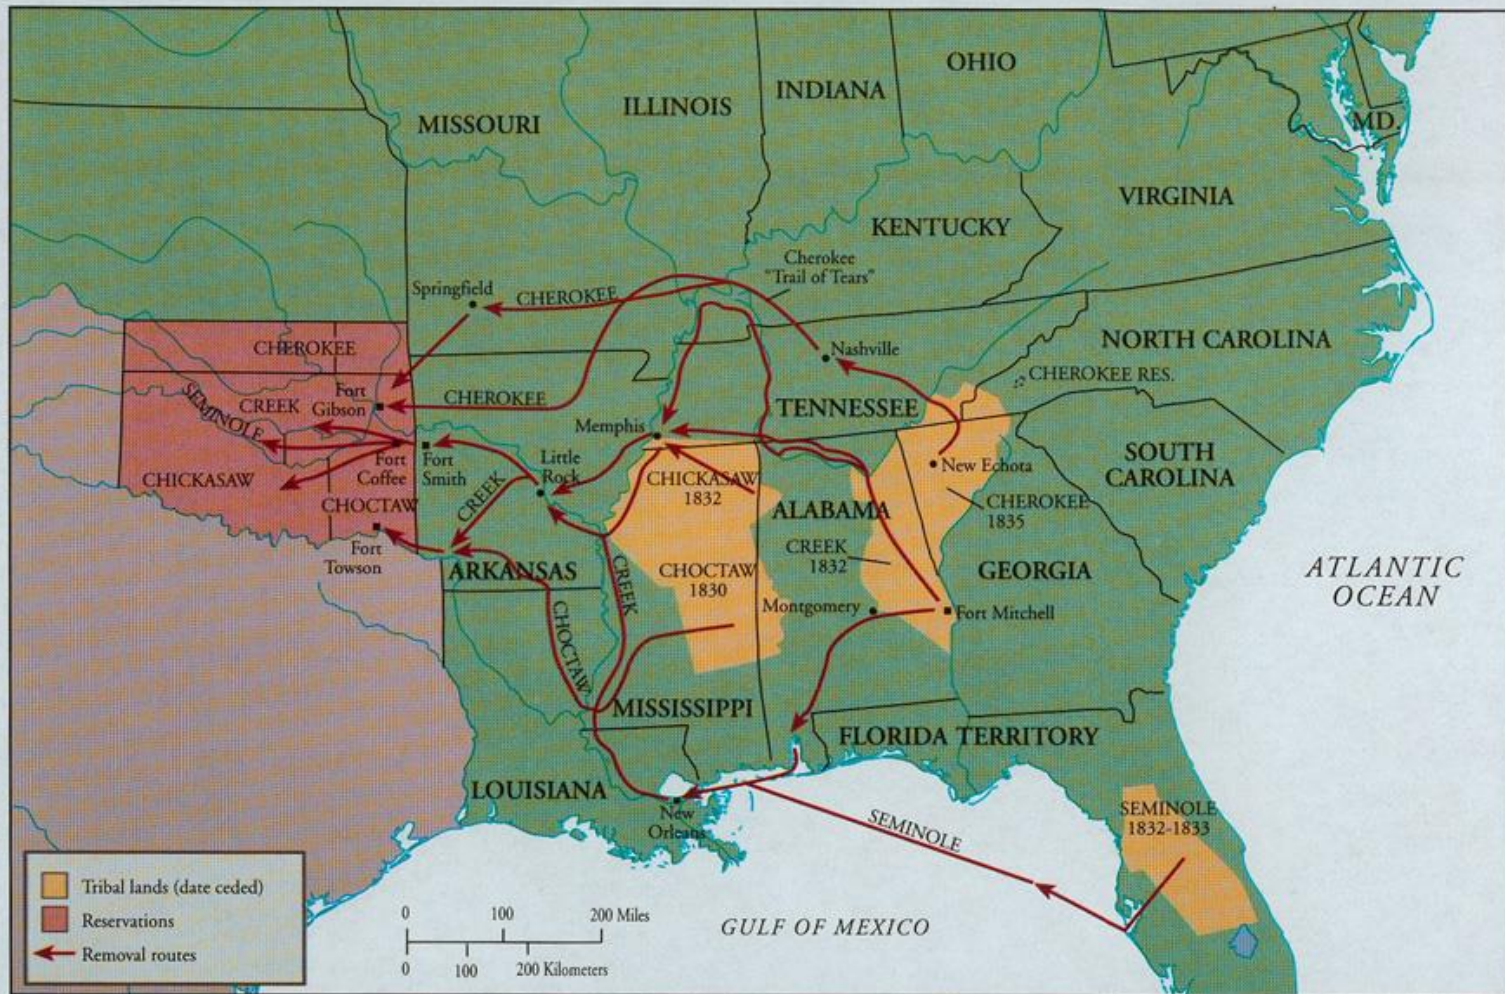 OHIO
INDIANA
ILLINOIS
MISSOURI
MD.
VIRGINIA
KENTUCKY
Cherokee
"Trail of Tears"
Springfield
CHEROKEE
NORTH CAROLINA
CHEROKEE
Nashville
CHEROKEE RES.
Fort
Gibson
CHEROKEE
CREEK
SEMINOLE
TENNESSEE
Memphis
SOUTH
CAROLINA
Fort
Coffee
Fort
Smith
Little
Rock
New Echota
CHICKASAW
CHICKASAW
1832
CHEROKEE
1835
CREEK
CHOCTAW
ALABAMA
CREEK
1832
Fort
Towson
ARKANSAS
CREEK
CHOCTAW
1830
GEORGIA
ATLANTIC
OCEAN
Montgomery
Fort Mitchell
CHOCTAW
MISSISSIPPI
FLORIDA TERRITORY
LOUISIANA
New
Orleans
SEMINOLE
SEMINOLE
1832-1833
Tribal lands (date ceded)
Reservations
Removal routes
0 100 200 Miles
0 100 200 Kilometers
GULF OF MEXICO